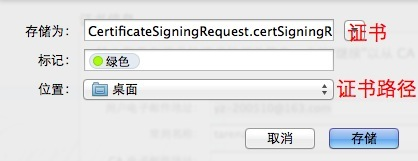 存储为： CertificateSigningRequest.certSigningR 证书
标记： 绿色
位置： 桌面 证书路径
取消 存储